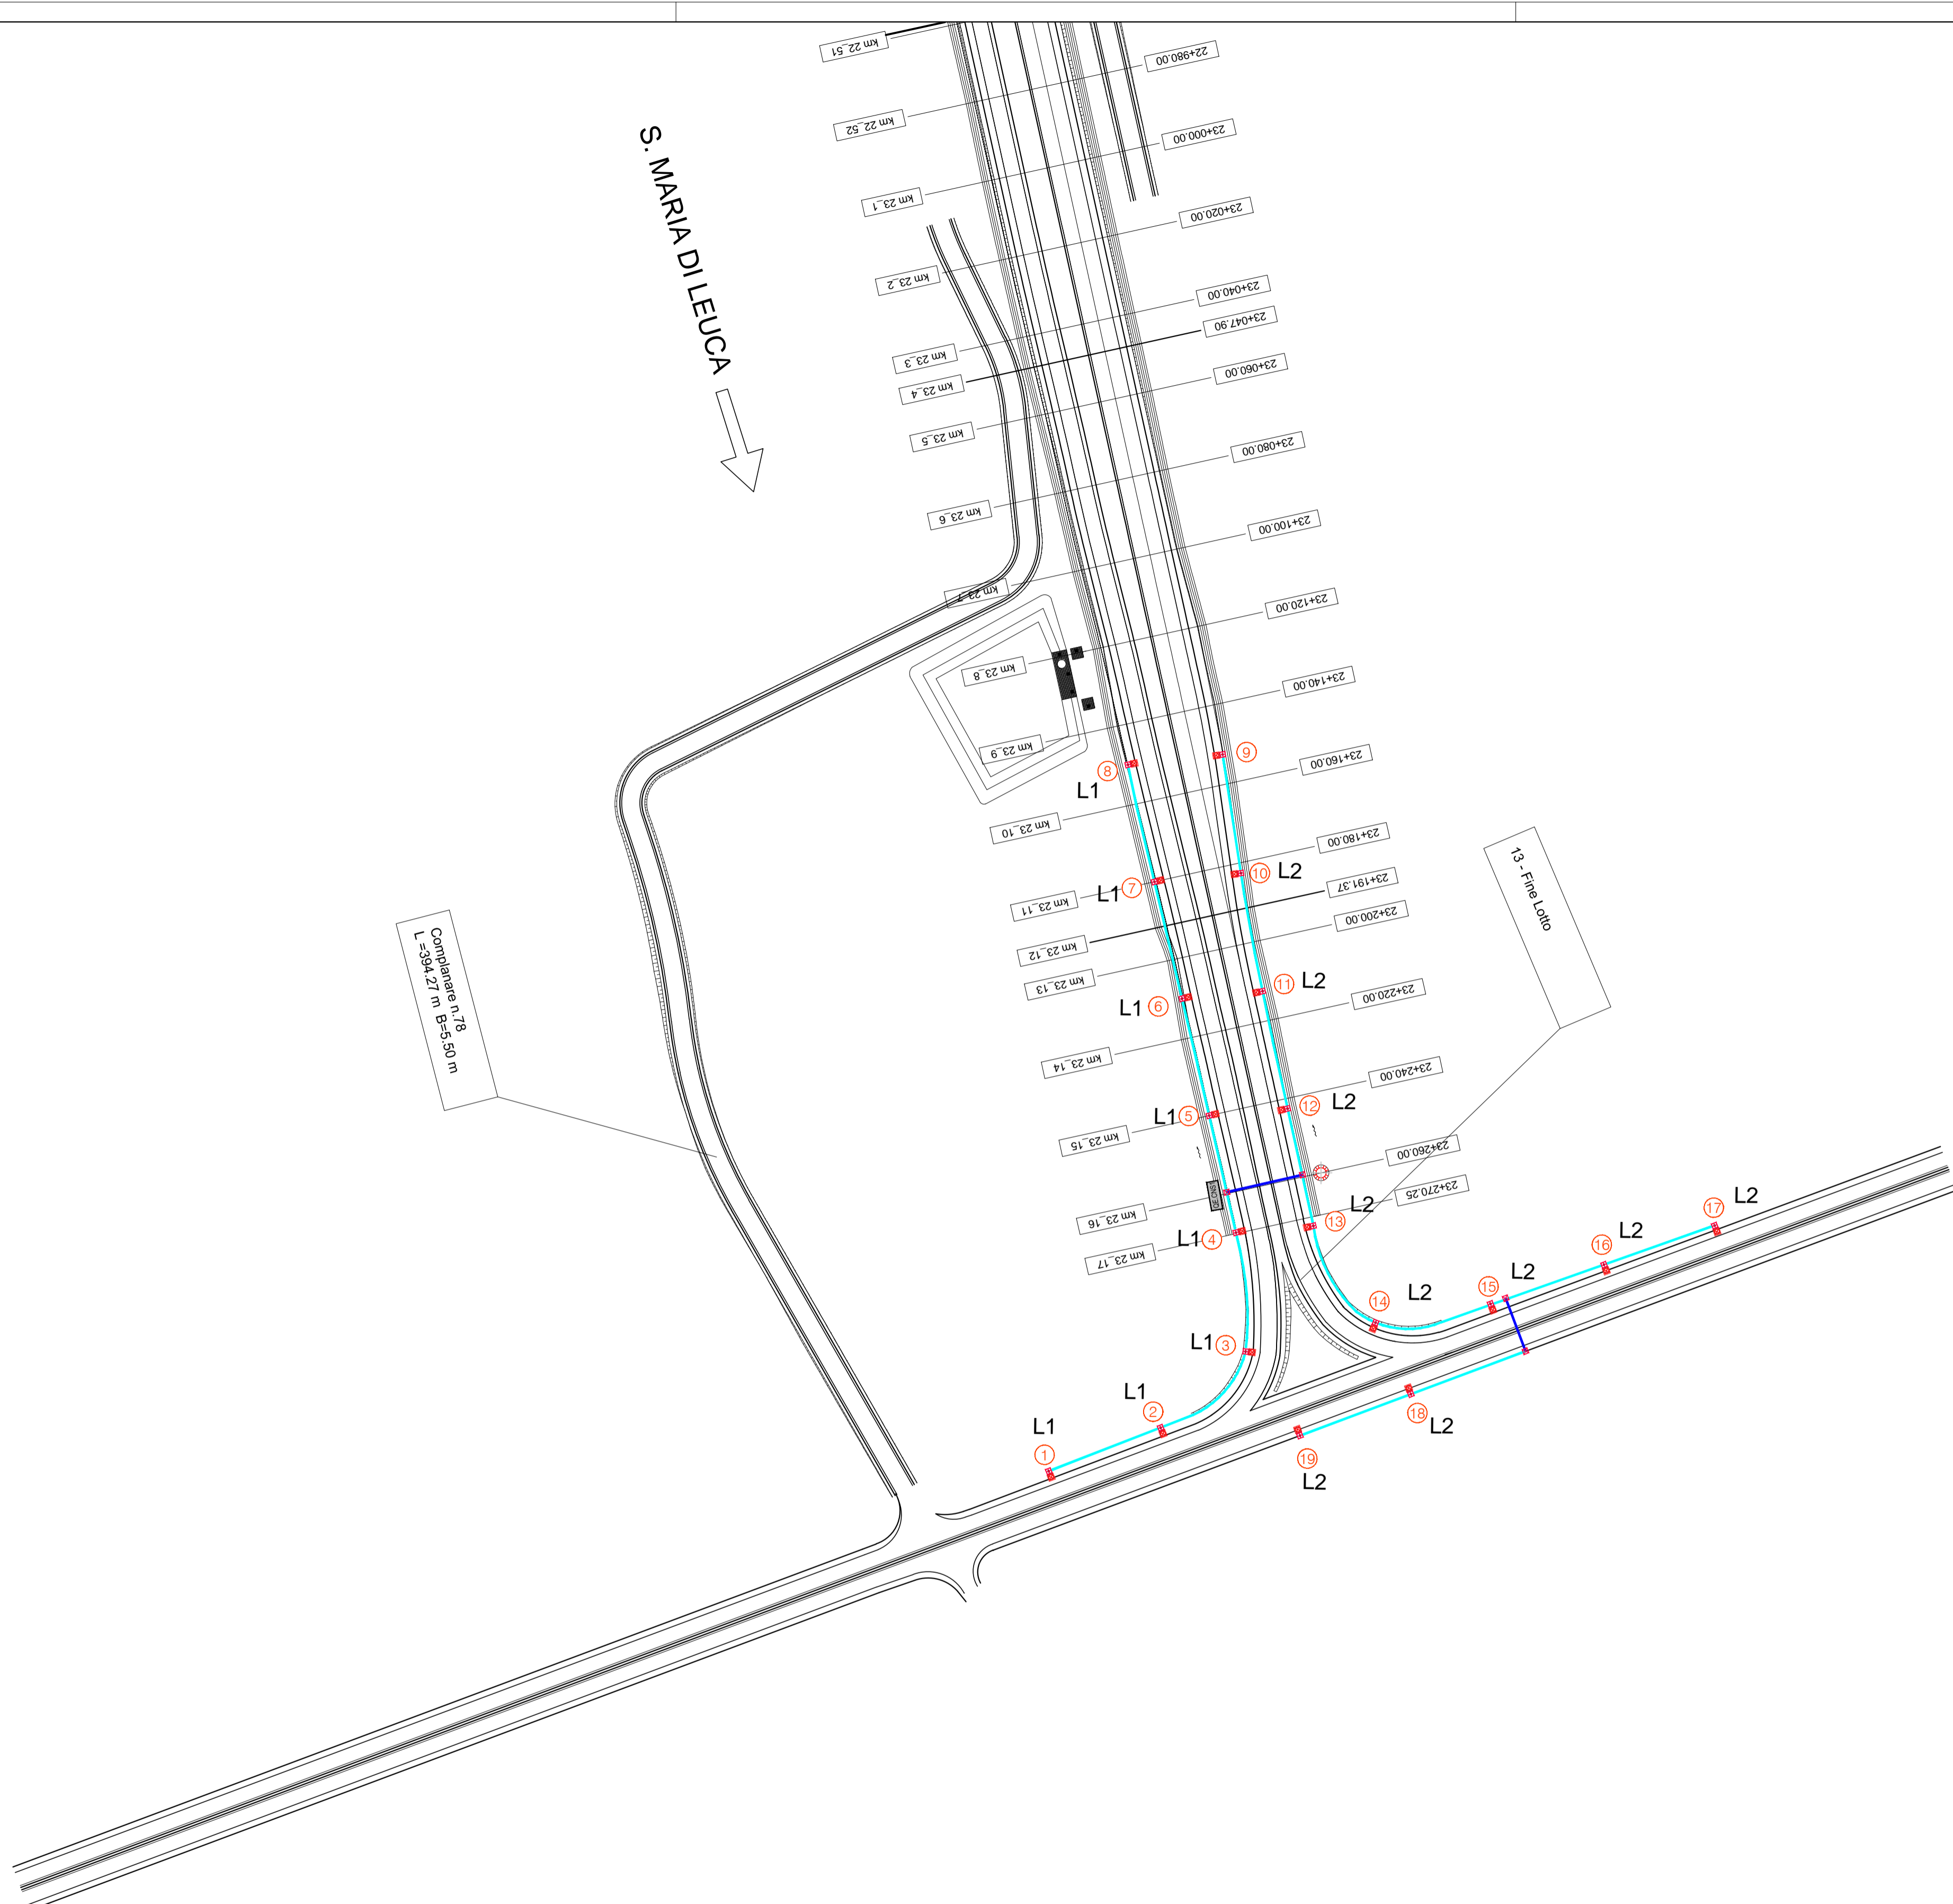 km 22_51
22+980.00
km 22_52
23+000.00
km 23_1
23+020.00
km 23_2
23+040.00
23+047.90
km 23_3
km 23_4
23+060.00
km 23_5
23+080.00
km 23_6
23+100.00
km 23_7
23+120.00
km 23_8
23+140.00
km 23_9
23+160.00
km 23_10
23+180.00
km 23_11
23+191.37
km 23_12
23+200.00
km 23_13
23+220.00
km 23_14
23+240.00
km 23_15
23+260.00
km 23_16
23+270.25
km 23_17
S. MARIA DI LEUCA
Complanare n.78
L =394.27 m B=5.50 m
13 - Fine Lotto
8
L1
L1 7
L1 6
L1 5
L1 4
L1 3
L1
2
L1
1
9
10 L2
11 L2
12 L2
L2
13
14 L2
15 L2
16 L2
17 L2
18 L2
19
L2